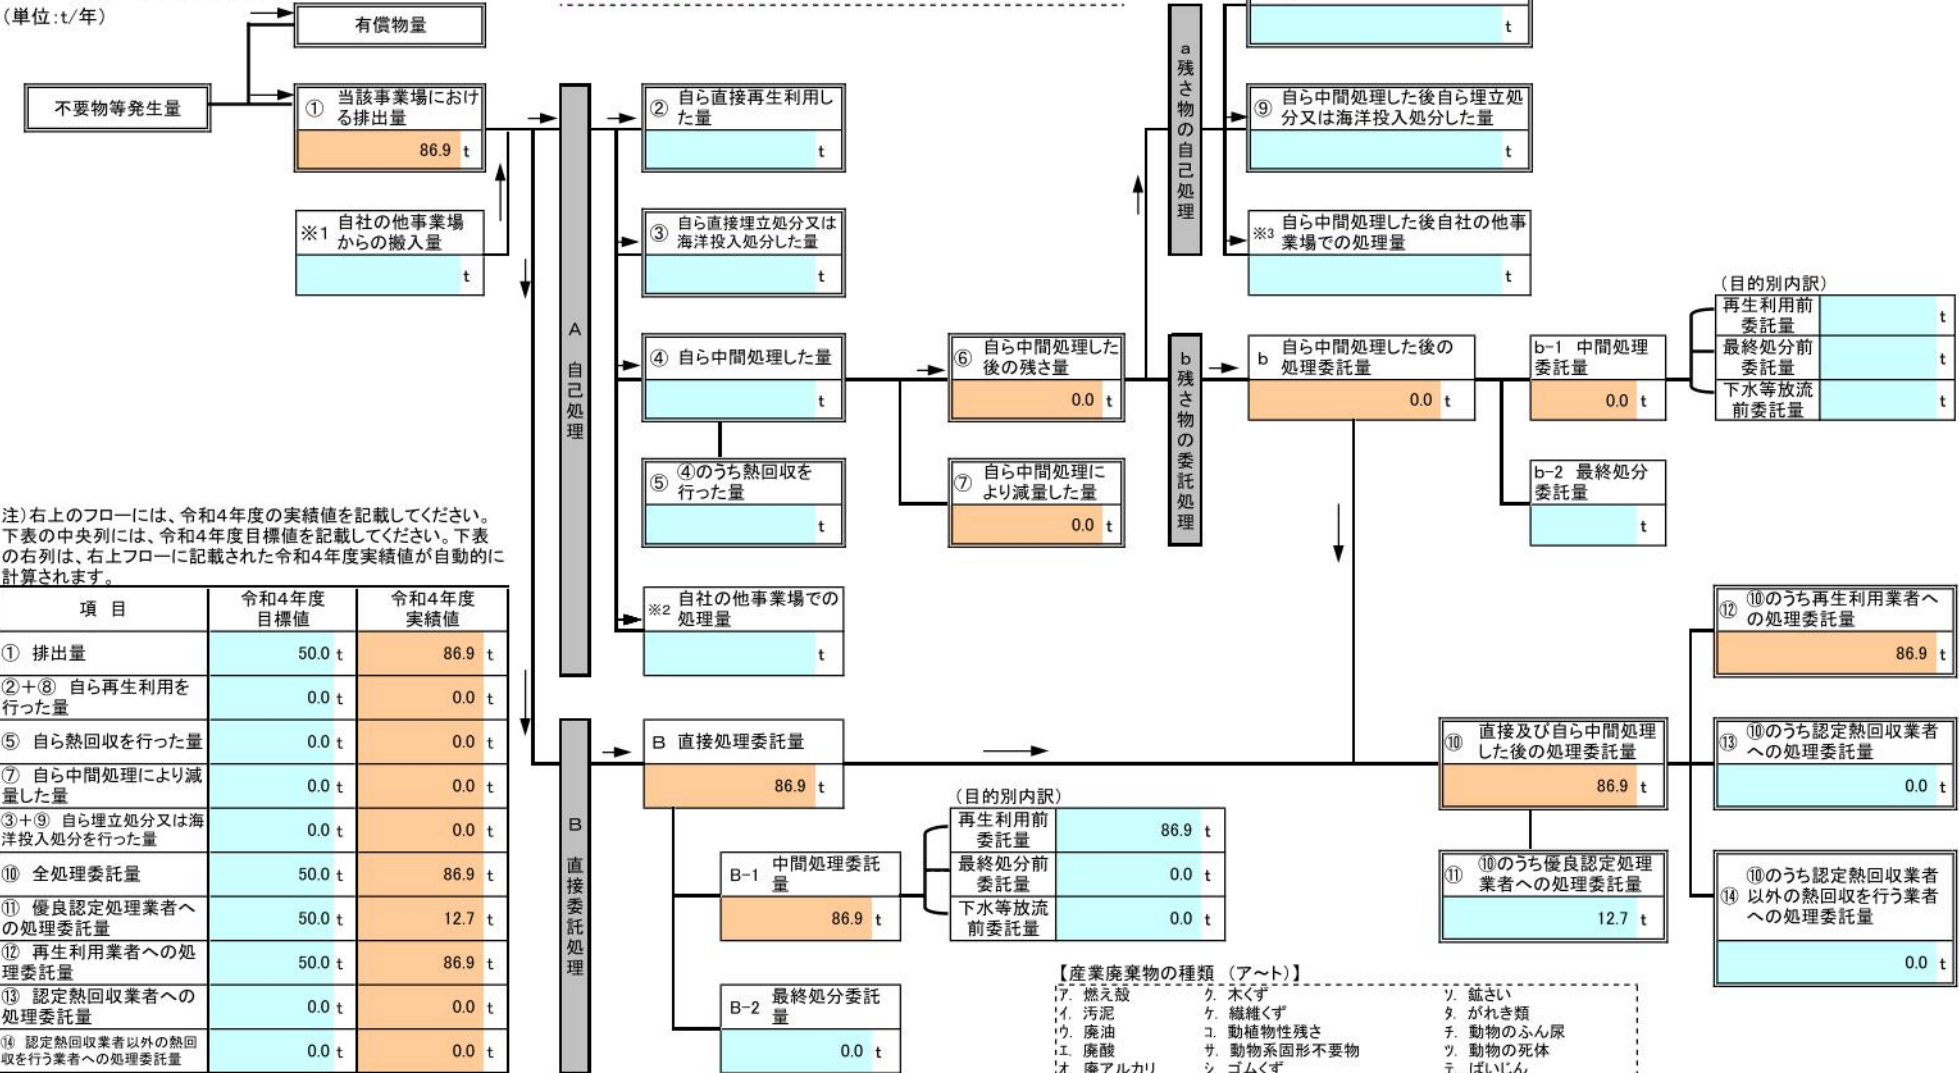 (単位:t/年)
有償物量
不要物等発生量
① 当該事業場におけ
る排出量
86.9 t
※1 自社の他事業場
からの搬入量
t
A 自己処理
② 自ら直接再生利用し
た量
t
③ 自ら直接埋立処分又は
海洋投入処分した量
t
④ 自ら中間処理した量
t
⑤ ④のうち熱回収を
行った量
t
※2 自社の他事業場での
処理量
t
⑥ 自ら中間処理した
後の残さ量
0.0 t
⑦ 自ら中間処理に
より減量した量
0.0 t
a 残さ物の自己処理
t
⑨ 自ら中間処理した後自ら埋立処
分又は海洋投入処分した量
t
※3 自ら中間処理した後自社の他事
業場での処理量
t
b 残さ物の委託処理
b 自ら中間処理した後の
処理委託量
0.0 t
b-1 中間処理
委託量
0.0 t
b-2 最終処分
委託量
t
(目的別内訳)
再生利用前
委託量
t
最終処分前
委託量
t
下水等放流
前委託量
t
注)右上のフローには、令和4年度の実績値を記載してください。
下表の中央列には、令和4年度目標値を記載してください。下表
の右列は、右上フローに記載された令和4年度実績値が自動的に
計算されます。
項 目 令和4年度 目標値 令和4年度 実績値
① 排出量 50.0 t 86.9 t
②+⑧ 自ら再生利用を
行った量 0.0 t 0.0 t
⑤ 自ら熱回収を行った量 0.0 t 0.0 t
⑦ 自ら中間処理により減
量した量 0.0 t 0.0 t
③+⑨ 自ら埋立処分又は海
洋投入処分を行った量 0.0 t 0.0 t
⑩ 全処理委託量 50.0 t 86.9 t
⑪ 優良認定処理業者へ
の処理委託量 50.0 t 12.7 t
⑫ 再生利用業者への処
理委託量 50.0 t 86.9 t
⑬ 認定熱回収業者への
処理委託量 0.0 t 0.0 t
⑭ 認定熱回収業者以外の熱回
収を行う業者への処理委託量 0.0 t 0.0 t
B 直接委託処理
B 直接処理委託量
86.9 t
B-1 中間処理委託
量
86.9 t
B-2 最終処分委託
量
0.0 t
(目的別内訳)
再生利用前
委託量 86.9 t
最終処分前
委託量 0.0 t
下水等放流
前委託量 0.0 t
⑩ 直接及び自ら中間処理
した後の処理委託量
86.9 t
⑪ ⑩のうち優良認定処理
業者への処理委託量
12.7 t
⑫ ⑩のうち再生利用業者へ
の処理委託量
86.9 t
⑬ ⑩のうち認定熱回収業者
への処理委託量
0.0 t
⑭ ⑩のうち認定熱回収業者
以外の熱回収を行う業者
への処理委託量
0.0 t
【産業廃棄物の種類 (ア~ト)】
ア. 燃え殻 ク. 木くず ソ. 鉱さい
イ. 汚泥 ケ. 繊維くず タ. がれき類
ウ. 廃油 コ. 動植物性残さ チ. 動物のふん尿
エ. 廃酸 サ. 動物系固形不要物 ツ. 動物の死体
オ. 廃アルカリ シ. ゴムくず テ. ばいじん